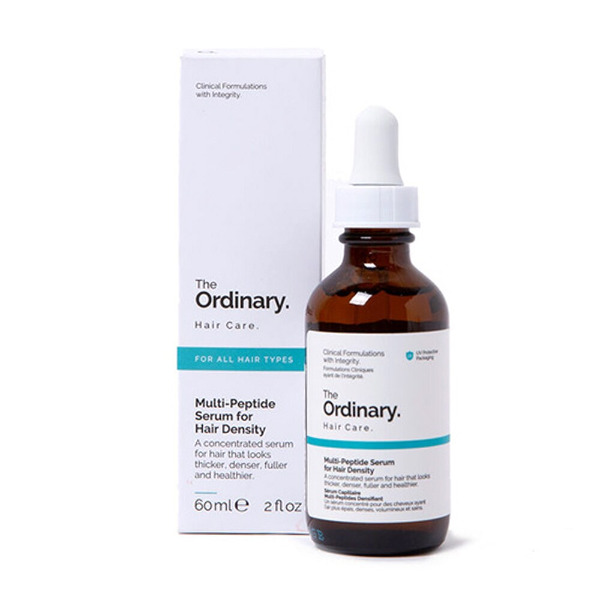 Clinical Formulations
with Integrity.
The
Ordinary.
Hair Care.
FOR ALL HAIR TYPES
Multi-Peptide
Serum for
Hair Density
A concentrated serum
for hair that looks
thicker, denser, fuller
and healthier.
60ml℮ 2 floz
Clinical Formulations
with Integrity.
Formulations Cliniques
ayant de l'intégrité.
UV Protective
Packaging
The
Ordinary.
Hair Care.
Multi-Peptide Serum
for Hair Density
A concentrated serum for hair that looks
thicker, denser, fuller and healthier.
Sérum Capillaire
Multi-Peptides Densifiant
Un sérum concentré pour des cheveux ayant
l'air plus épais, denses, volumineux et sains.